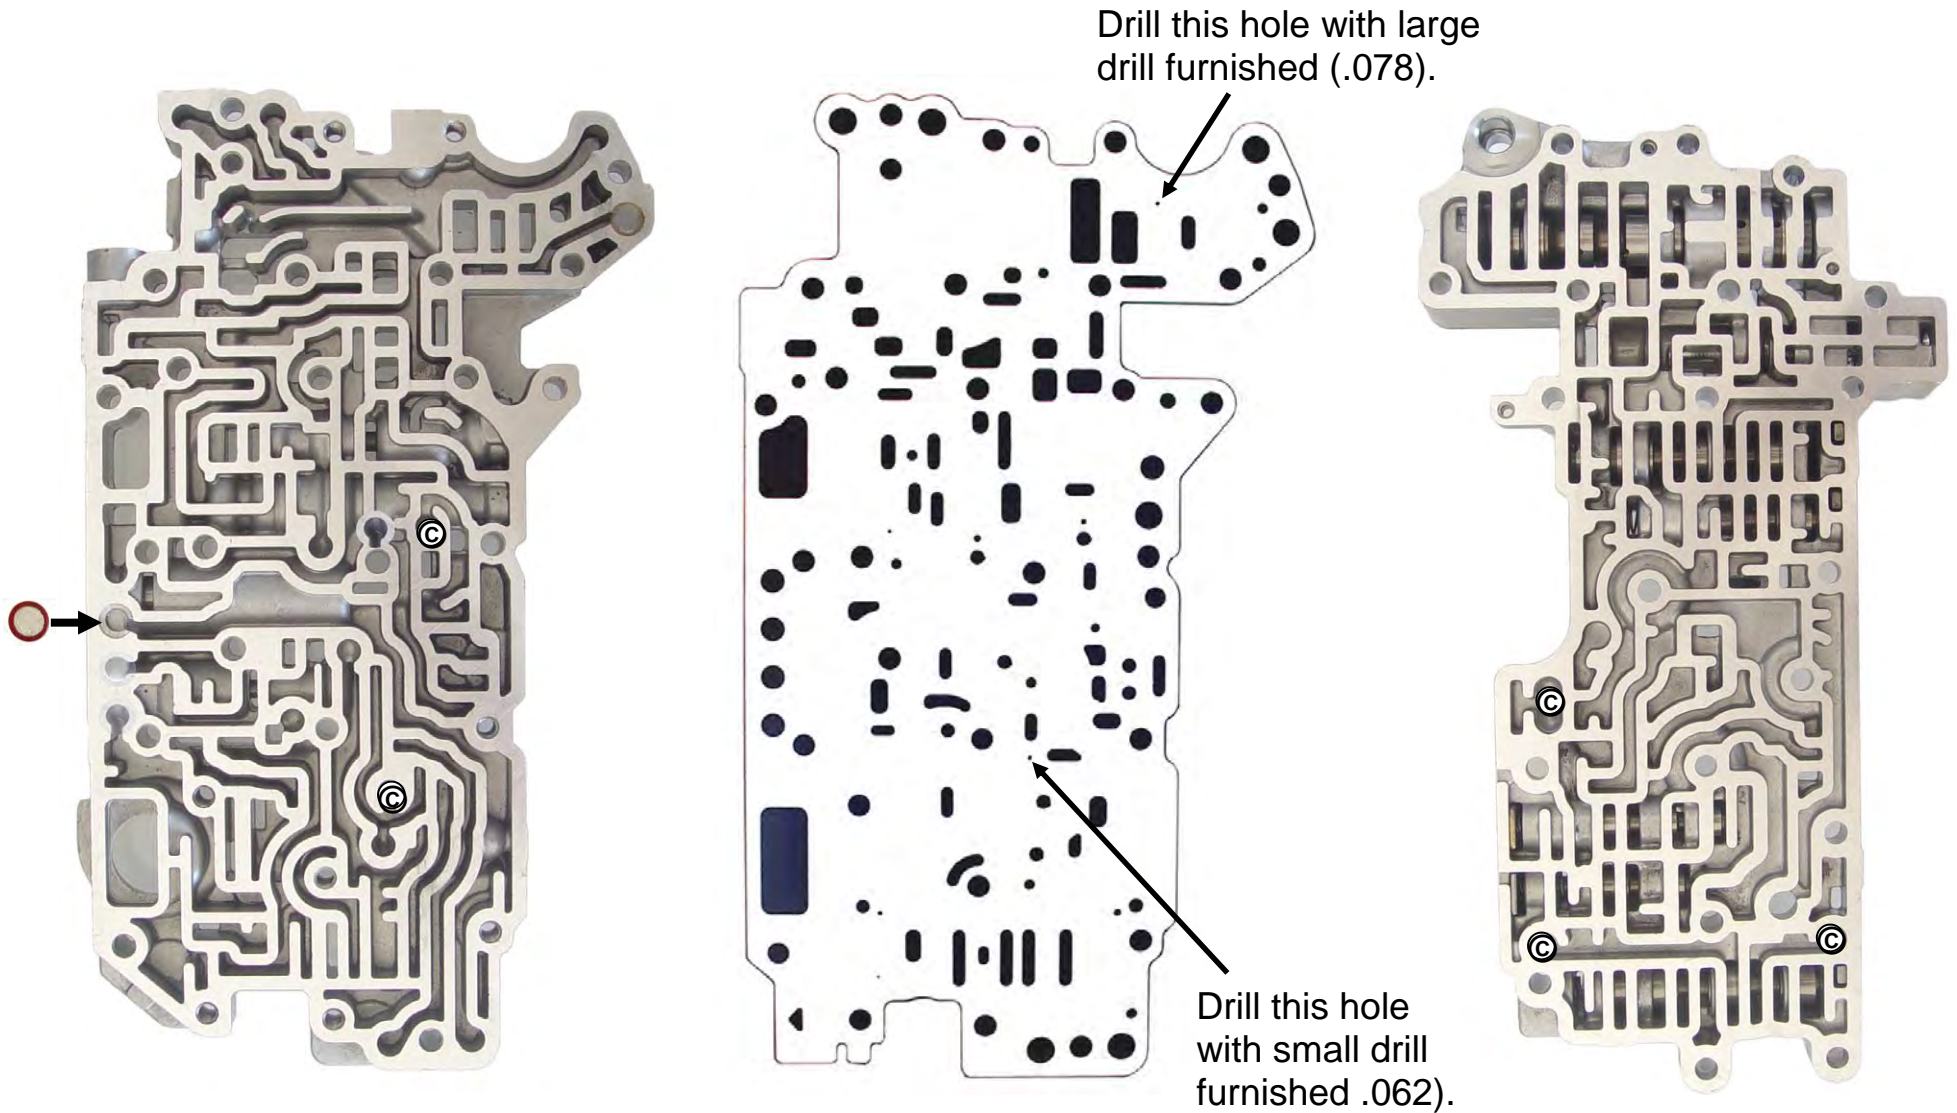 Drill this hole with large
drill furnished (.078).
C
C
C
C
C
Drill this hole
with small drill
furnished .062).